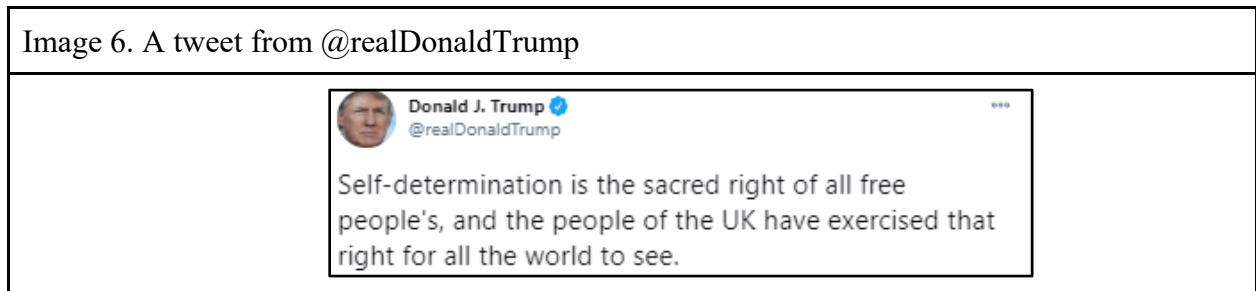 Image 6. A tweet from @realDonaldTrump
Donald J. Trump
@realDonaldTrump
Self-determination is the sacred right of all free
people's, and the people of the UK have exercised that
right for all the world to see.